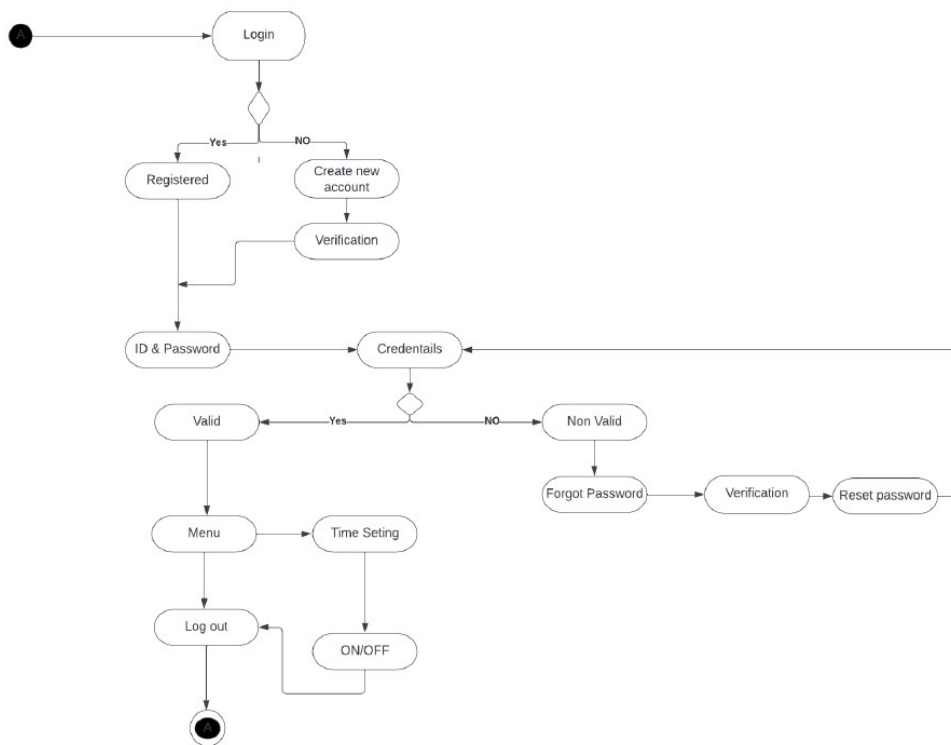 A
Login
Yes
NO
Registered
Create new
account
Verification
ID & Password
Credentails
Valid
Yes
NO
Non Valid
Forgot Password
Verification
Reset password
Menu
Time Seting
Log out
ON/OFF
A